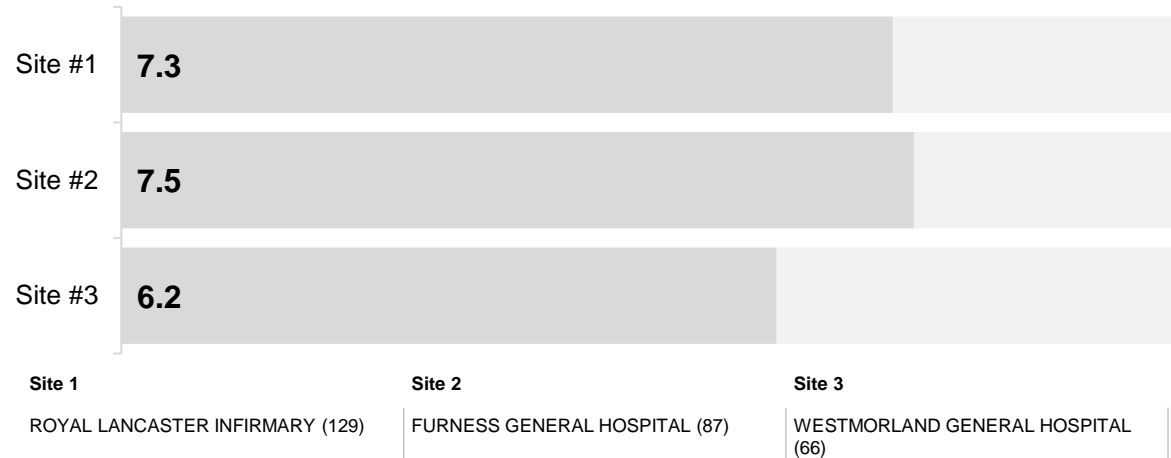 Site #1 7.3
Site #2 7.5
Site #3 6.2
Site 1 Site 2 Site 3
ROYAL LANCASTER INFIRMARY (129) FURNESS GENERAL HOSPITAL (87) WESTMORLAND GENERAL HOSPITAL
(66)